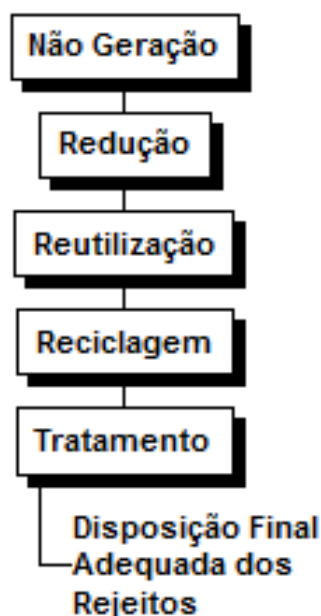 Não Geração
Redução
Reutilização
Reciclagem
Tratamento
Disposição Final
Adequada dos
Rejeitos